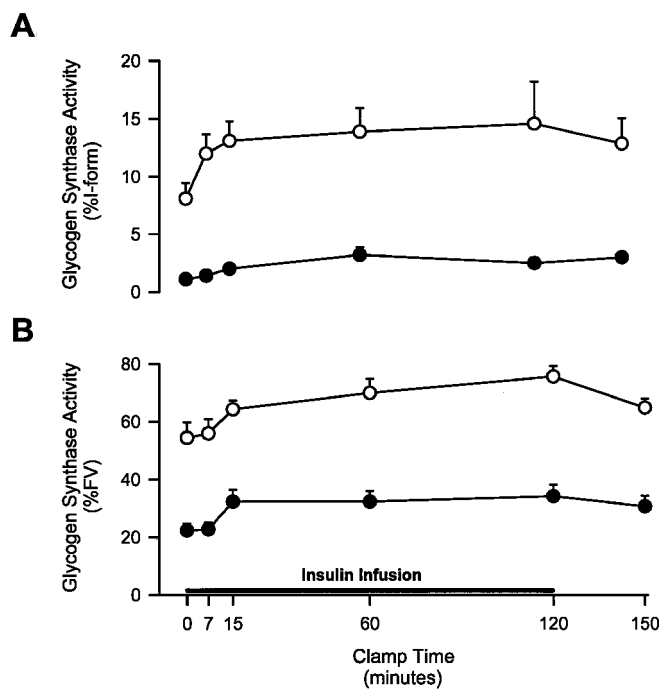 A
Glycogen Synthase Activity
(%I-form)
20
15
10
5
0
B
Glycogen Synthase Activity
(%FV)
80
60
40
20
0
Insulin Infusion
0 7 15 60 120 150
Clamp Time
(minutes)